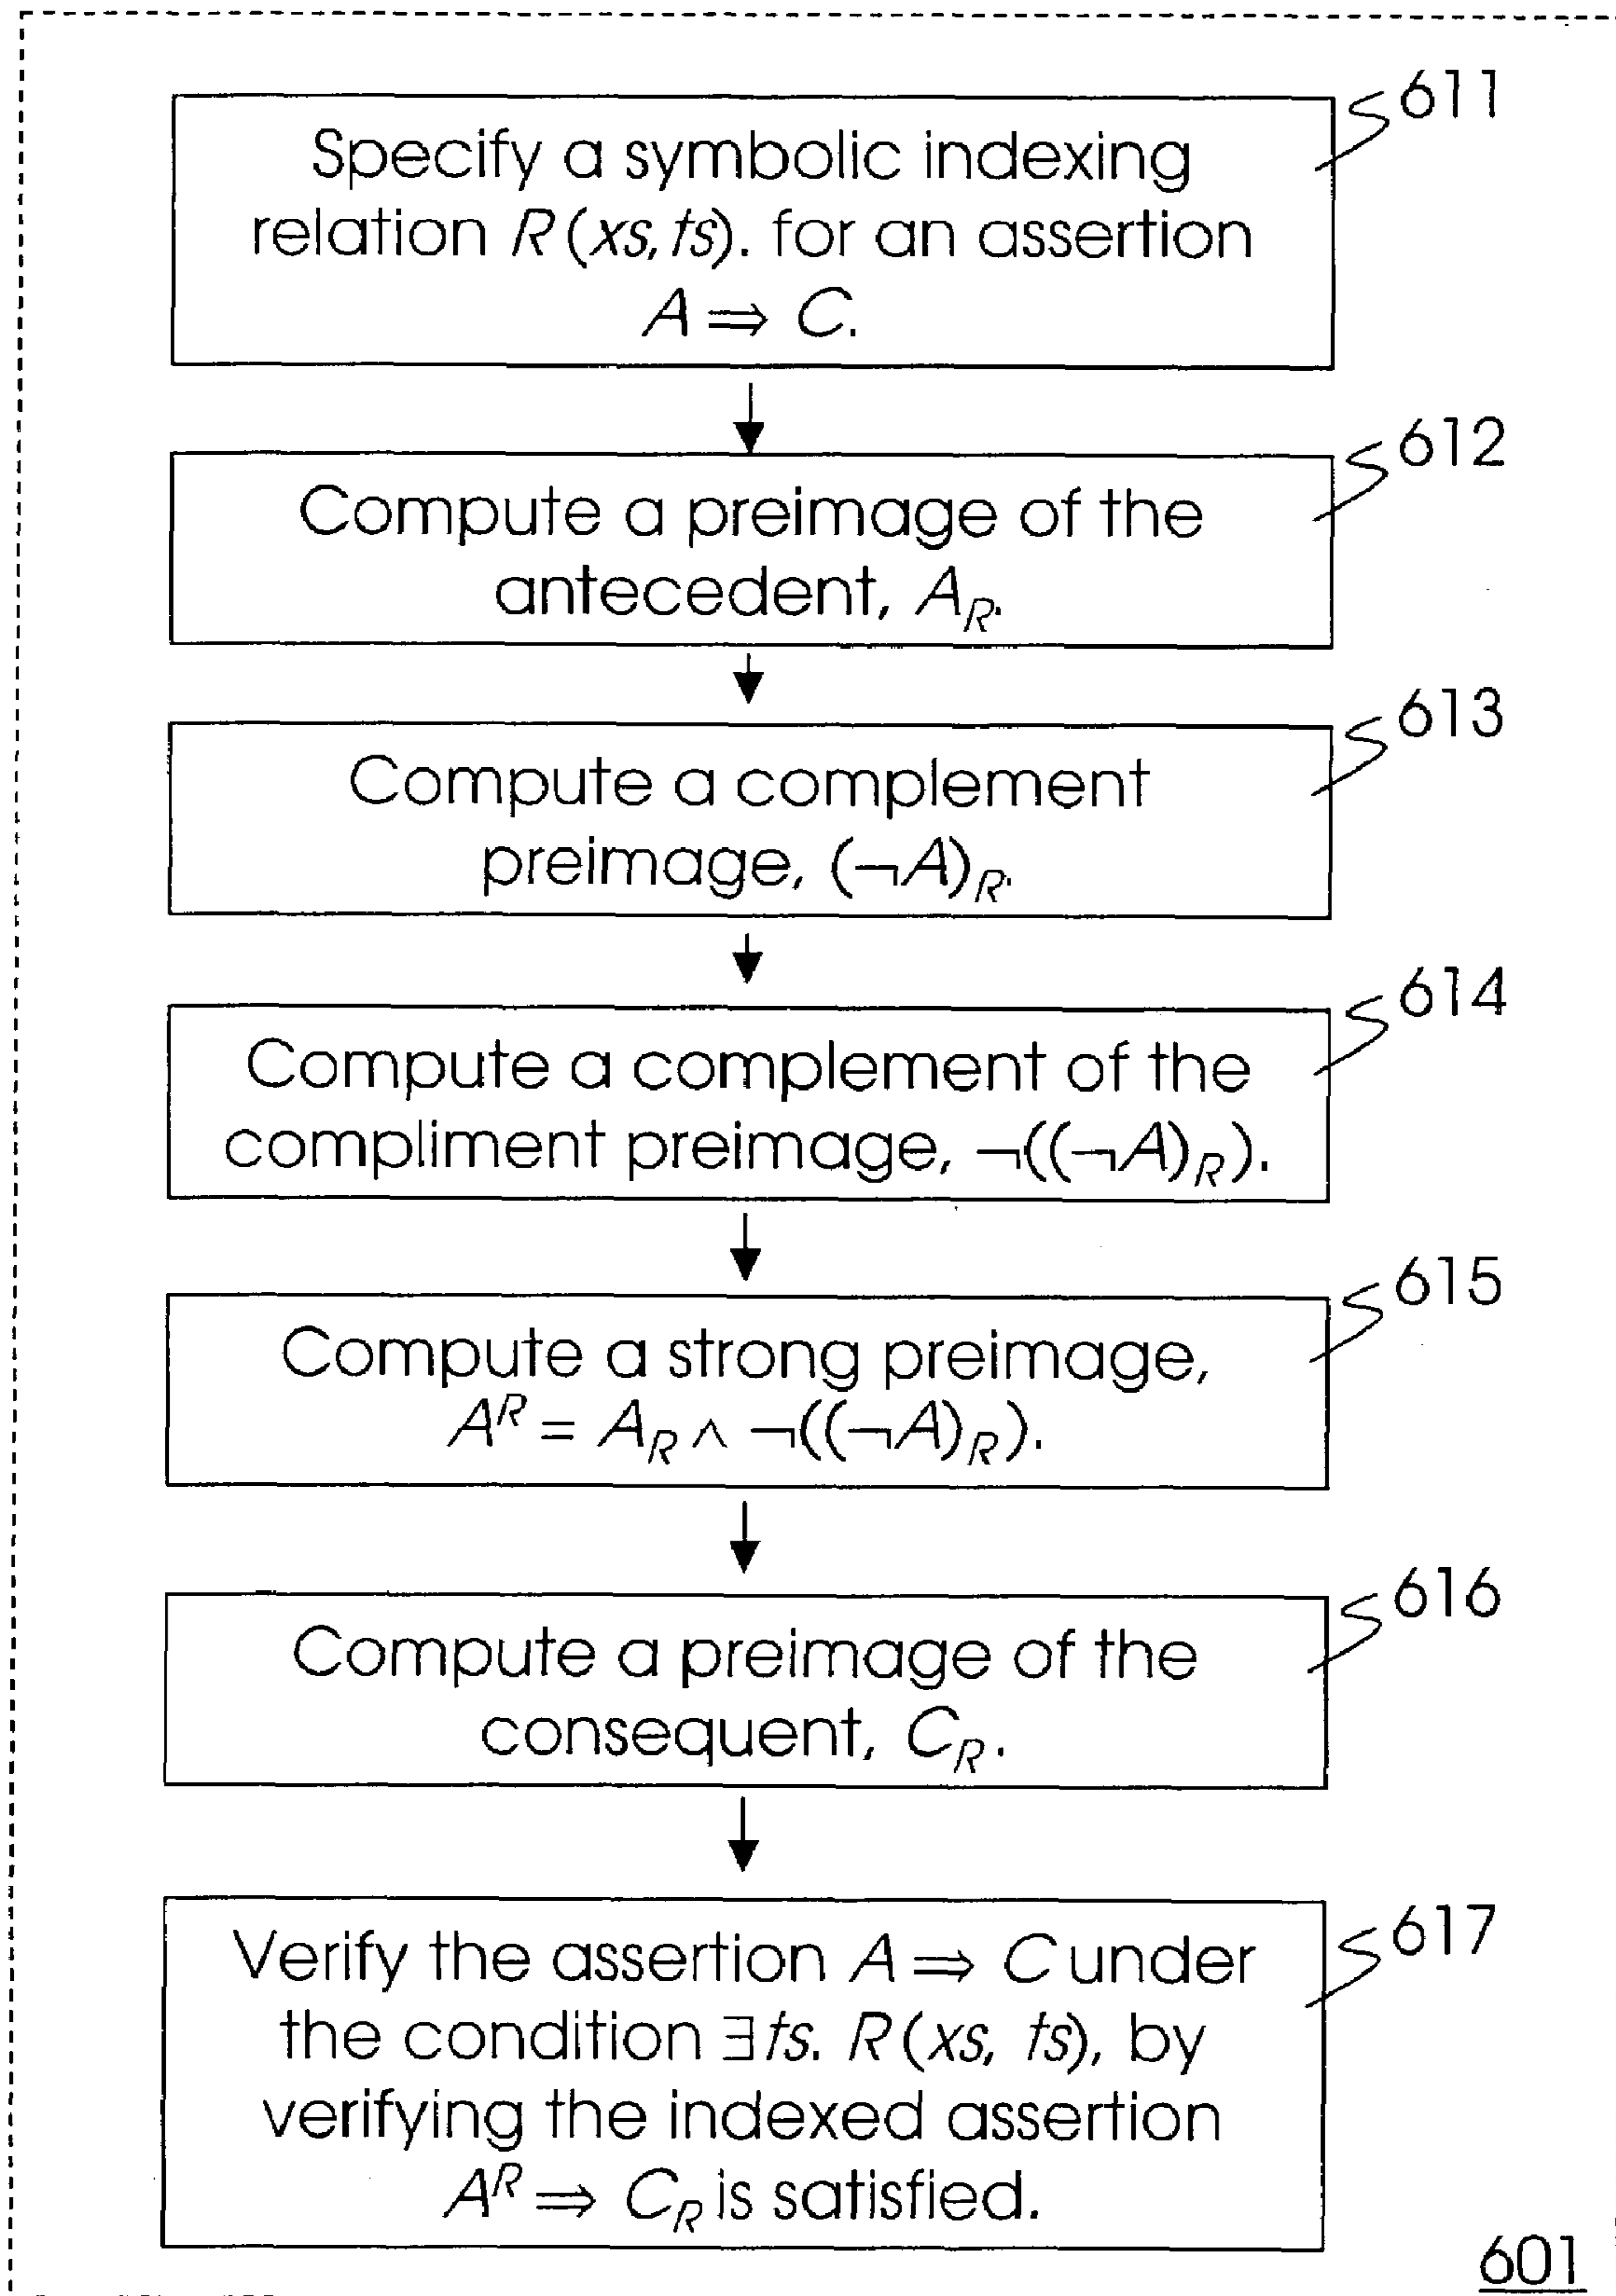 611
Specify a symbolic indexing
relation R(xs, ts). for an assertion
A ⇒ C.
612
Compute a preimage of the
antecedent, A_R.
613
Compute a complement
preimage, (¬A)_R.
614
Compute a complement of the
compliment preimage, ¬((¬A)_R).
615
Compute a strong preimage,
A^R = A_R ∧ ¬((¬A)_R).
616
Compute a preimage of the
consequent, C_R.
617
Verify the assertion A ⇒ C under
the condition ∃ts. R(xs, ts), by
verifying the indexed assertion
A^R ⇒ C_R is satisfied.
601